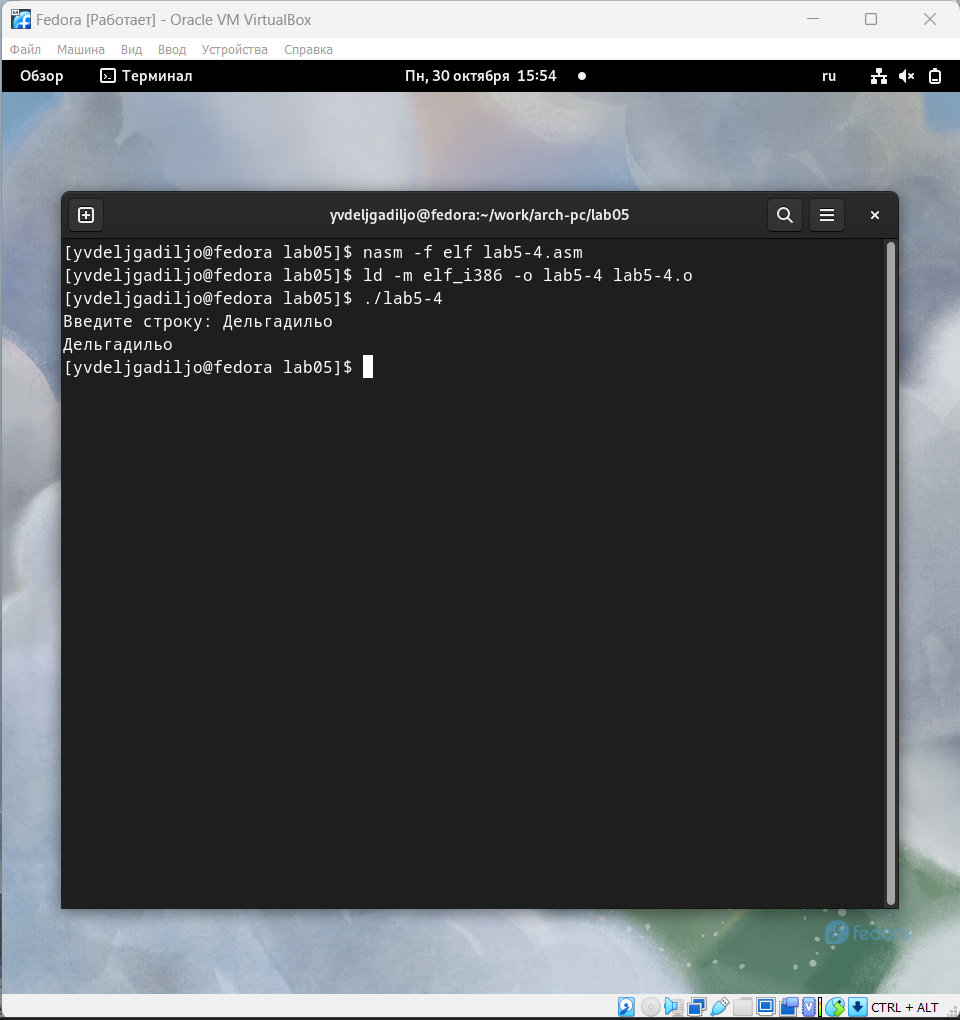 Fedora [Работает] - Oracle VM VirtualBox
Файл Машина Вид Ввод Устройства Справка
Обзор Терминал Пн, 30 октября 15:54 ru
yvdeljgadiljo@fedora:~/work/arch-pc/lab05
[yvdeljgadiljo@fedora lab05]$ nasm -f elf lab5-4.asm
[yvdeljgadiljo@fedora lab05]$ ld -m elf_i386 -o lab5-4 lab5-4.o
[yvdeljgadiljo@fedora lab05]$ ./lab5-4
Введите строку: Дельгадильо
Дельгадильо
[yvdeljgadiljo@fedora lab05]$
fedora
CTRL + ALT